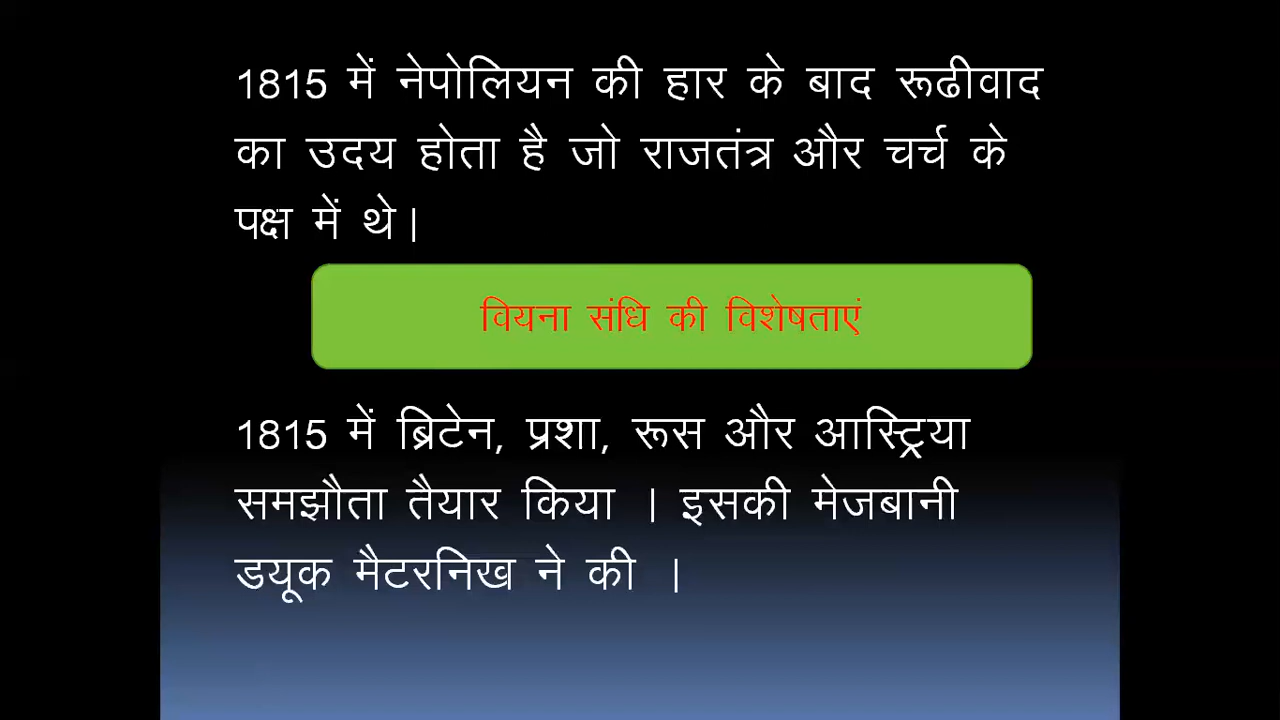 1815 में नेपोलियन की हार के बाद रूढीवाद
का उदय होता है जो राजतंत्र और चर्च के
पक्ष में थे|
वियना संधि की विशेषताएं
1815 में ब्रिटेन, प्रशा, रूस और आस्ट्रिया
समझौता तैयार किया | इसकी मेजबानी
डयूक मैटरनिख ने की |